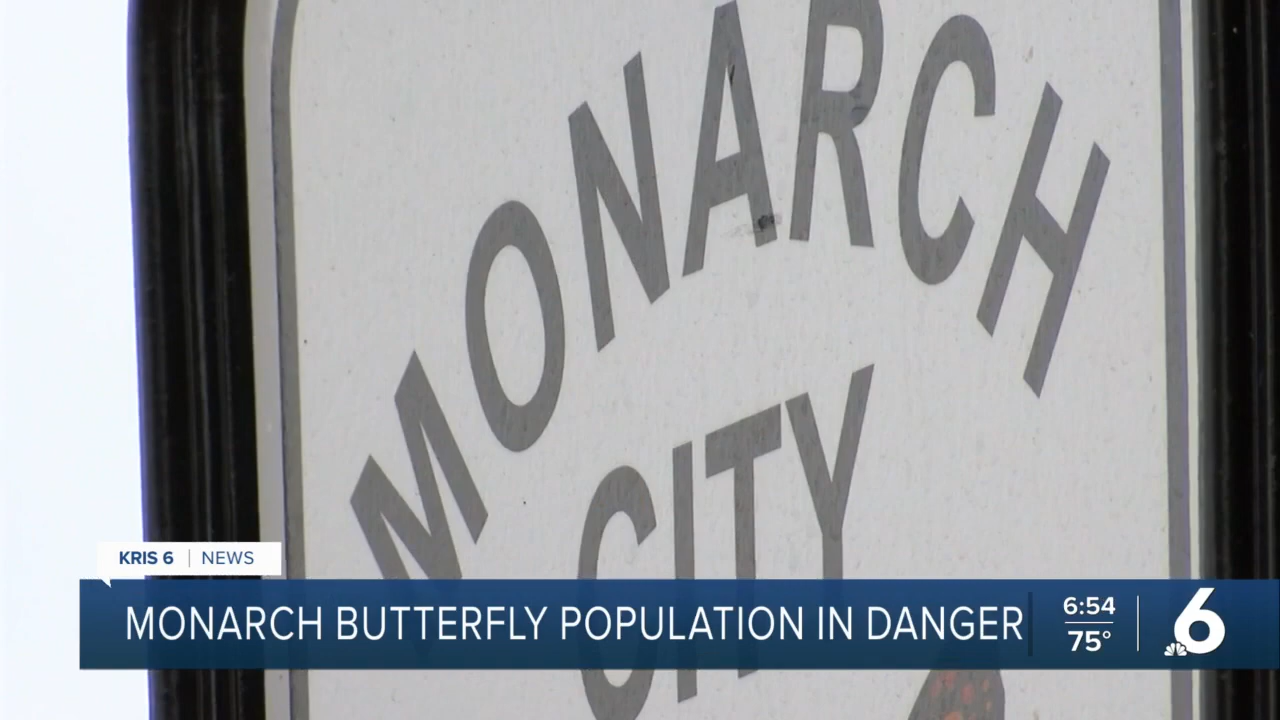 MONARCH
CITY
KRIS 6 | NEWS
MONARCH BUTTERFLY POPULATION IN DANGER
6:54
75°
6